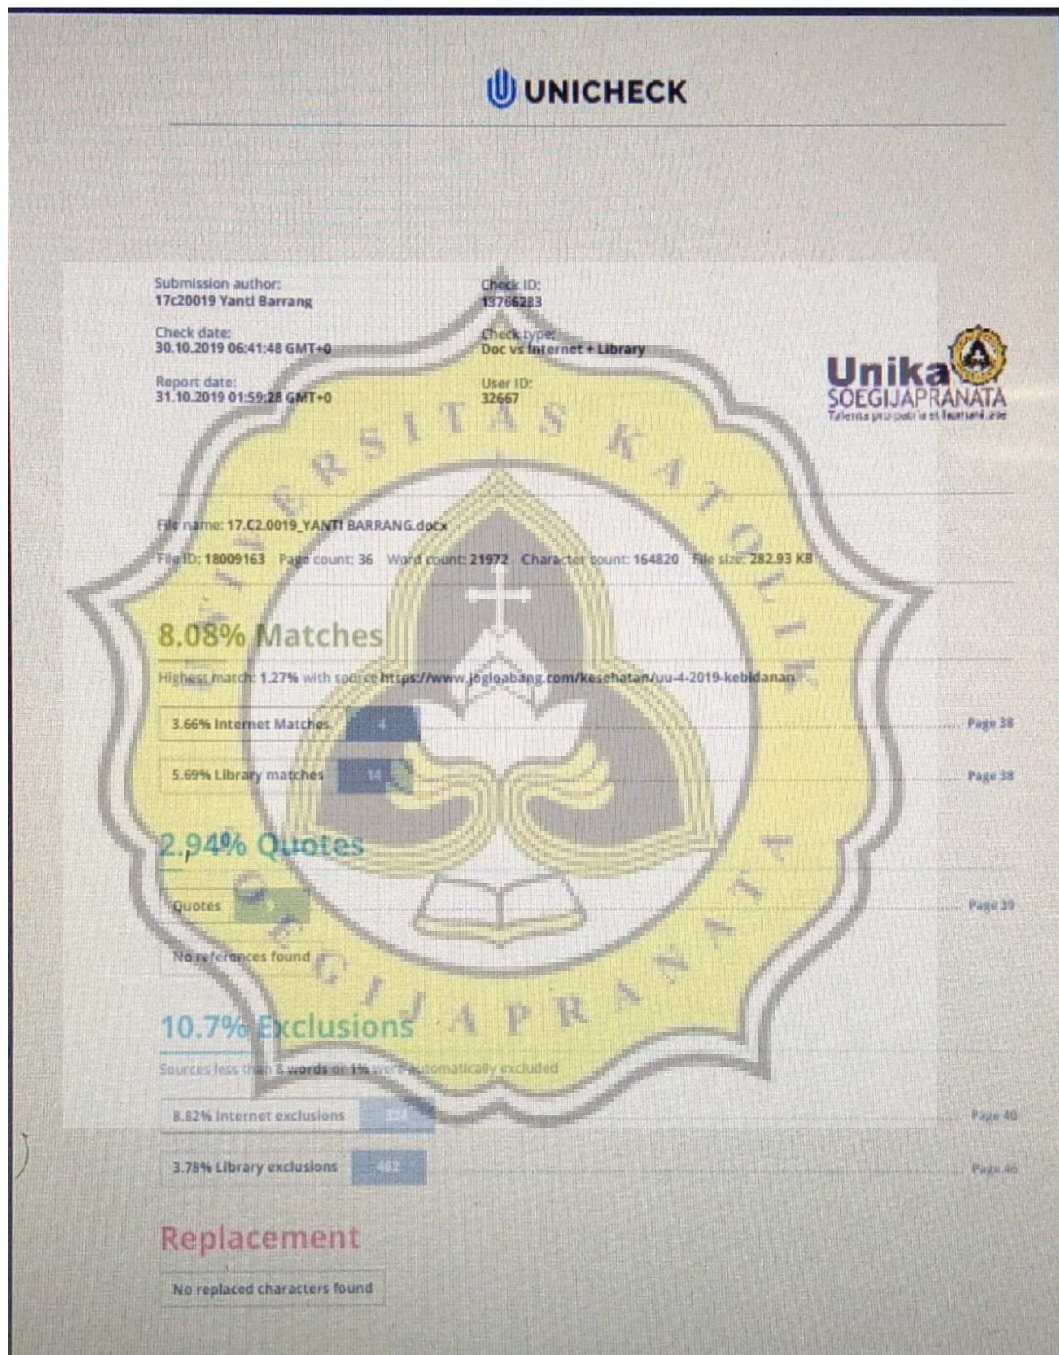 UNICHECK
Submission author:
17c20019 Yanti Barrang
Check ID:
13766283
Check date:
30.10.2019 06:41:48 GMT+0
Check type:
Doc vs Internet + Library
Report date:
31.10.2019 01:59:28 GMT+0
User ID:
32667
Unika
SOEGIJAPRANATA
UNIVERSITAS KATOLIK
SOEGIJAPRANATA
File name: 17.C2.0019_YANTI BARRANG.docx
File ID: 18009163 Page count: 36 Word count: 21972 Character count: 164820 File size: 282.93 KB
8.08% Matches
Highest match: 1.27% with source https://www.jogloabang.com/kesehatan/uu-4-2019-kebidanan
3.66% Internet Matches 4 Page 38
5.69% Library matches 14 Page 38
2.94% Quotes
Quotes Page 39
No references found
10.7% Exclusions
Sources less than 8 words or 1% were automatically excluded
8.82% Internet exclusions Page 40
3.78% Library exclusions 482 Page 46
Replacement
No replaced characters found